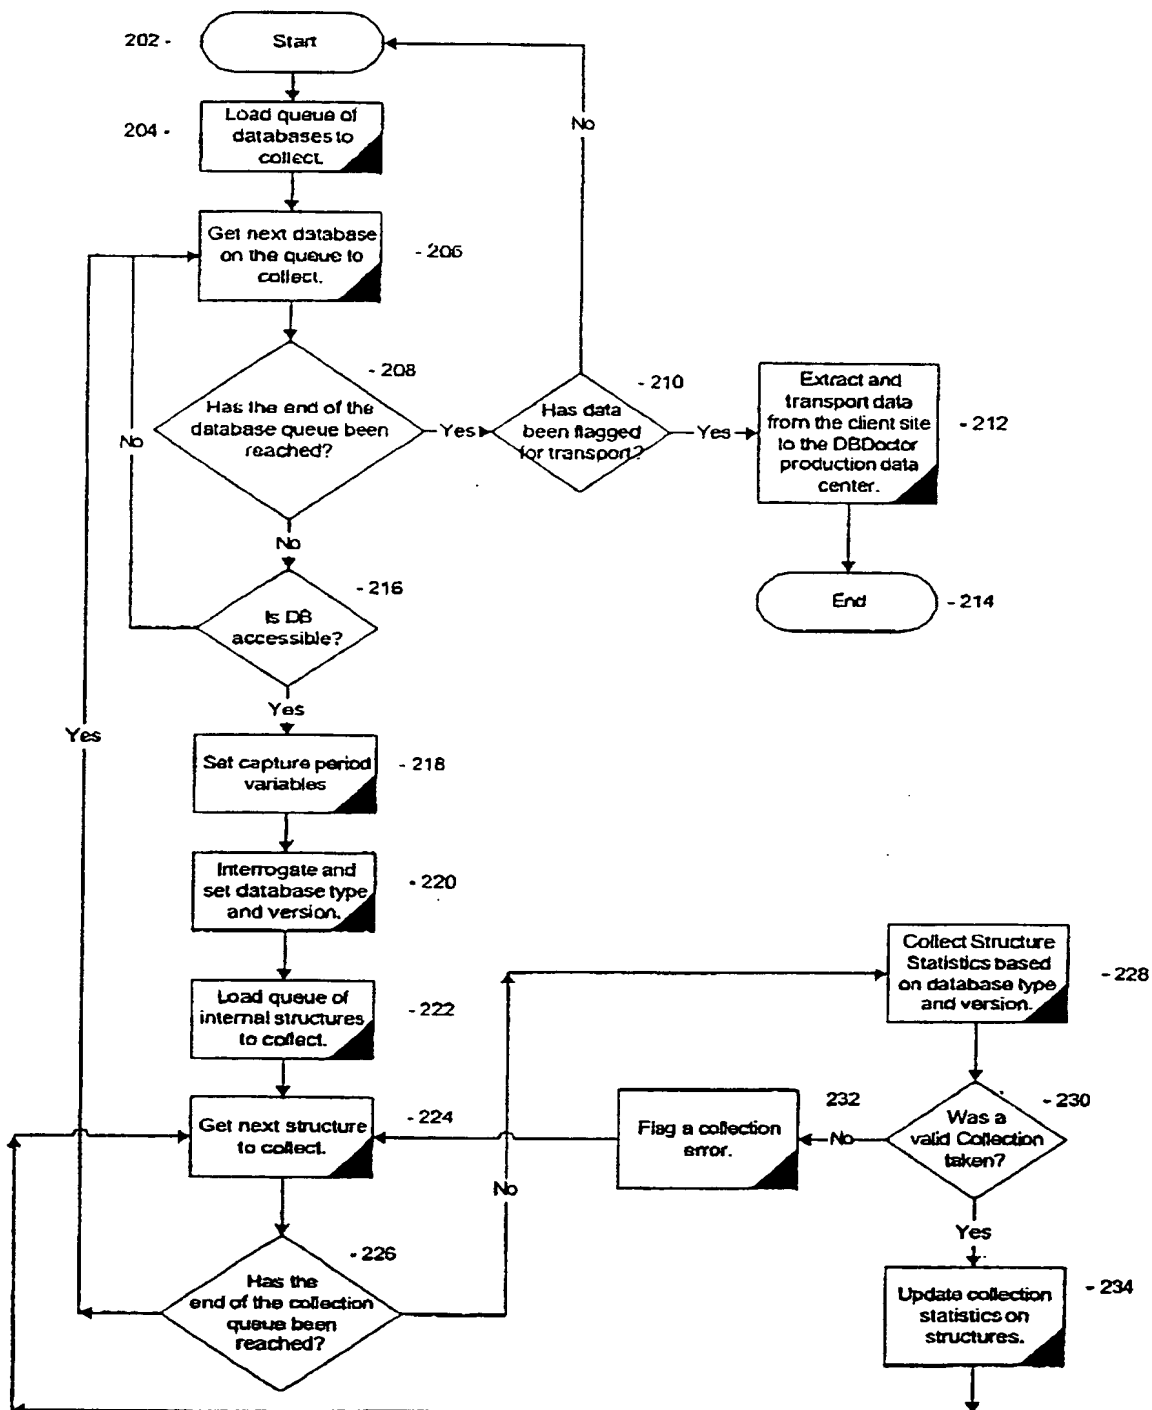 202 -
Start
No
204 -
Load queue of
databases to
collect.
Get next database
on the queue to
collect.
- 206
- 208
Has the end of the
database queue been
reached?
No
Yes
- 210
Has data
been flagged
for transport?
Yes
Extract and
transport data
from the client site
to the DBDoctor
production data
center.
- 212
No
- 216
Is DB
accessible?
End
- 214
Yes
Yes
Set capture period
variables
- 218
Interrogate and
set database type
and version.
- 220
Load queue of
internal structures
to collect.
- 222
Collect Structure
Statistics based
on database type
and version.
- 228
Get next structure
to collect.
- 224
No
Flag a collection
error.
232
No
- 230
Was a
valid Collection
taken?
Yes
- 226
Has the
end of the collection
queue been
reached?
Update collection
statistics on
structures.
- 234